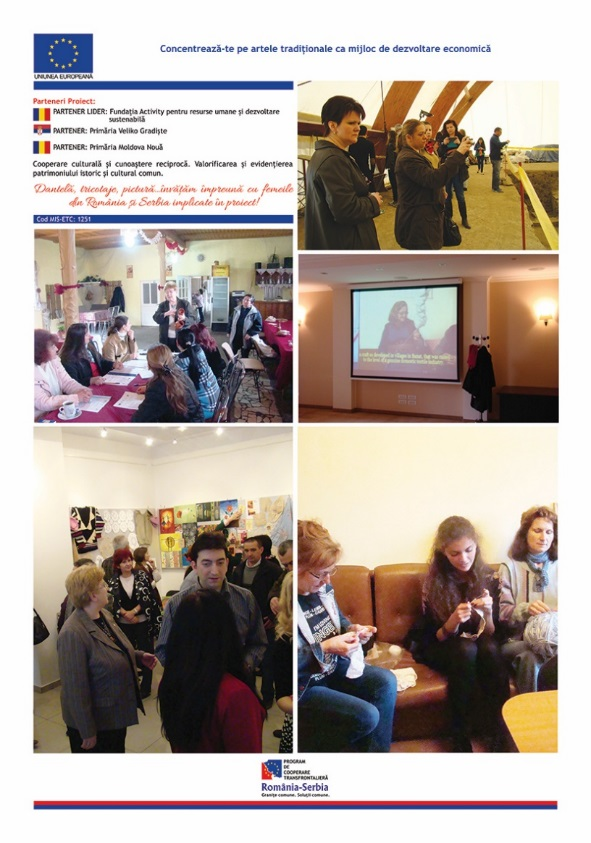 Concentrează-te pe artele tradiționale ca mijloc de dezvoltare economică
UNIUNEA EUROPEANĂ
Parteneri Proiect:
PARTENER LIDER: Fundația Activity pentru resurse umane și dezvoltare
sustenabilă
PARTENER: Primăria Veliko Gradiște
PARTENER: Primăria Moldova Nouă
Cooperare culturală și cunoaștere reciprocă. Valorificarea și evidențierea
patrimoniului istoric și cultural comun.
Dantelă, tricotaje, pictură...învățăm împreună cu femeile
din România și Serbia implicate în proiect!
Cod MIS-ETC: 1251
PROGRAM
DE
COOPERARE
TRANSFRONTALIERĂ
România-Serbia
Granițe comune. Soluții comune.